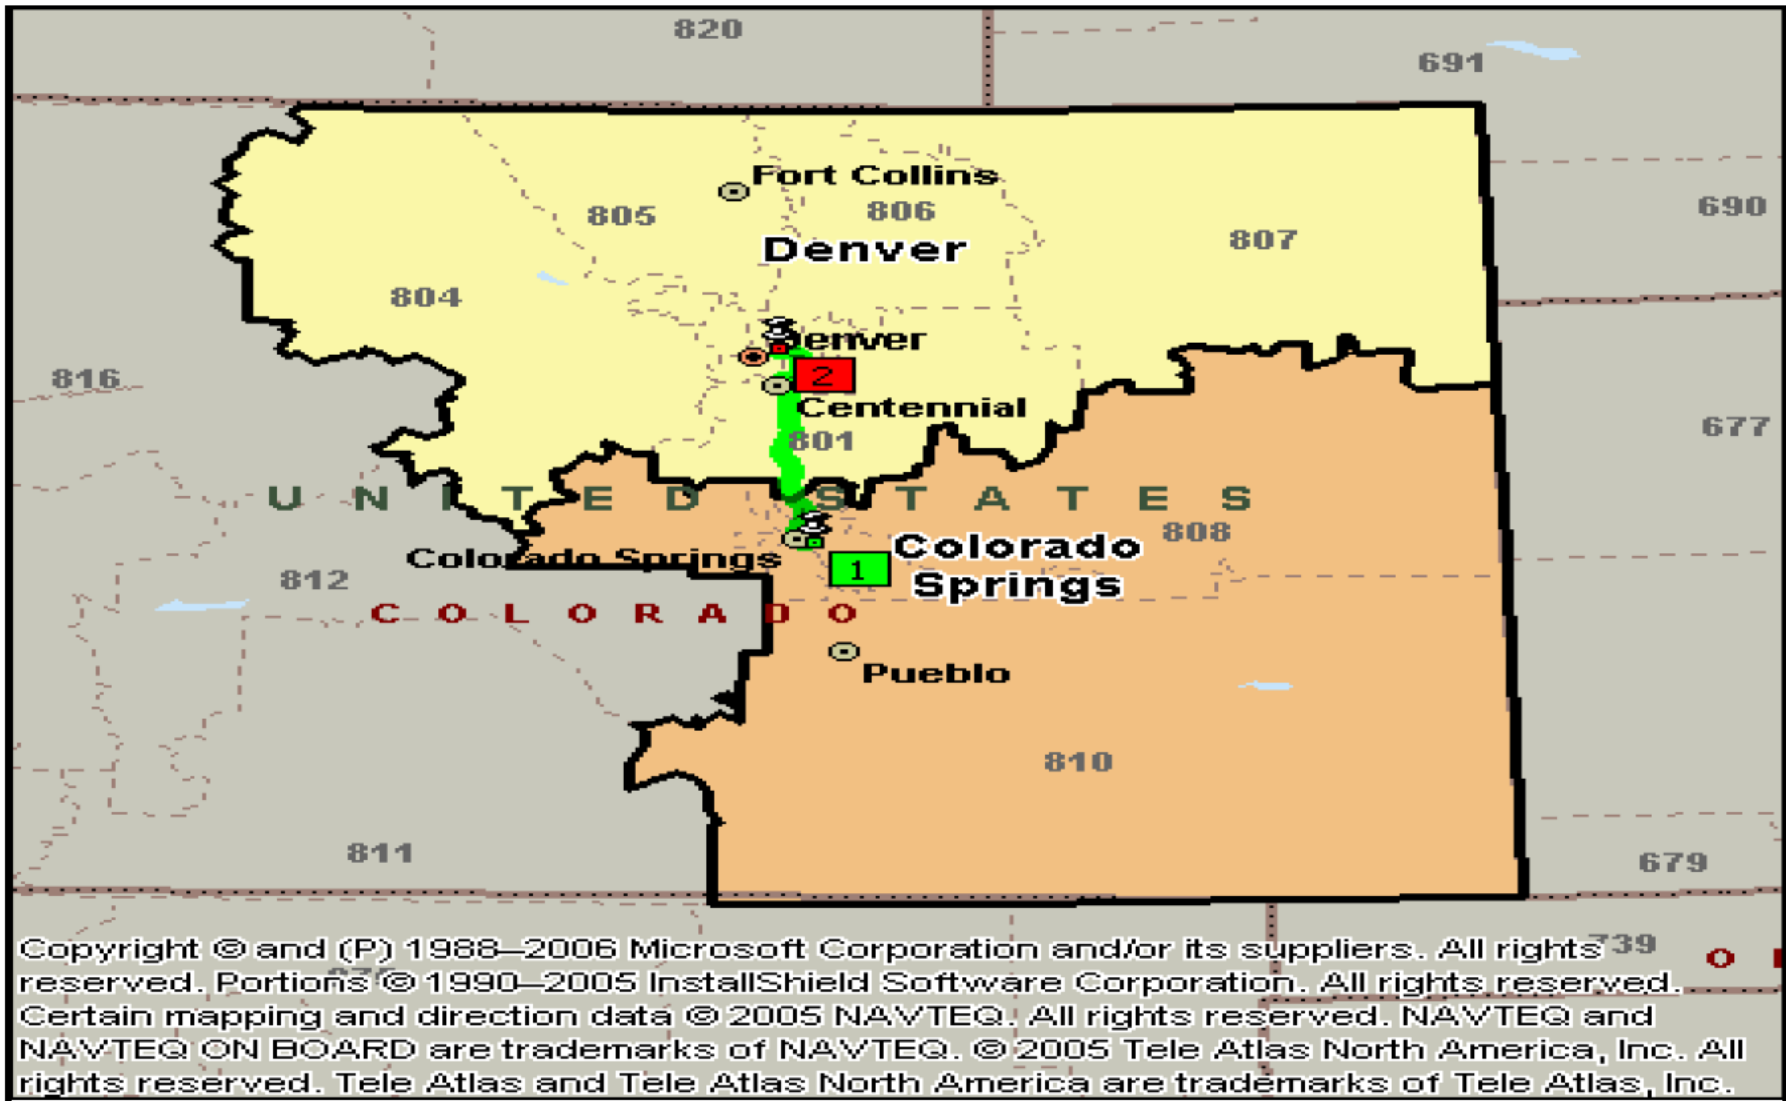 820
691
Fort Collins
805
806
690
Denver
807
804
Denver
816
2
Centennial
677
801
UNITED STATES
808
Colorado Springs
Colorado
Springs
812
1
COLORADO
Pueblo
810
811
679
739
O
Copyright © and (P) 1988–2006 Microsoft Corporation and/or its suppliers. All rights
reserved. Portions © 1990–2005 InstallShield Software Corporation. All rights reserved.
Certain mapping and direction data © 2005 NAVTEQ. All rights reserved. NAVTEQ and
NAVTEQ ON BOARD are trademarks of NAVTEQ. © 2005 Tele Atlas North America, Inc. All
rights reserved. Tele Atlas and Tele Atlas North America are trademarks of Tele Atlas, Inc.